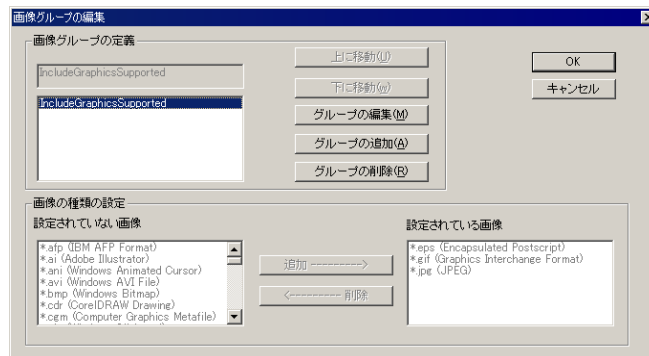 画像グループの編集
画像グループの定義
IncludeGraphicsSupported
IncludeGraphicsSupported
上に移動(U)
下に移動(w)
グループの編集(M)
グループの追加(A)
グループの削除(R)
OK
キャンセル
画像の種類の設定
設定されていない画像
*.afp (IBM AFP Format)
*.ai (Adobe Illustrator)
*.ani (Windows Animated Cursor)
*.avi (Windows AVI File)
*.bmp (Windows Bitmap)
*.cdr (CorelDRAW Drawing)
*.cgm (Computer Graphics Metafile)
追加 ---------->
<---------- 削除
設定されている画像
*.eps (Encapsulated Postscript)
*.gif (Graphics Interchange Format)
*.jpg (JPEG)